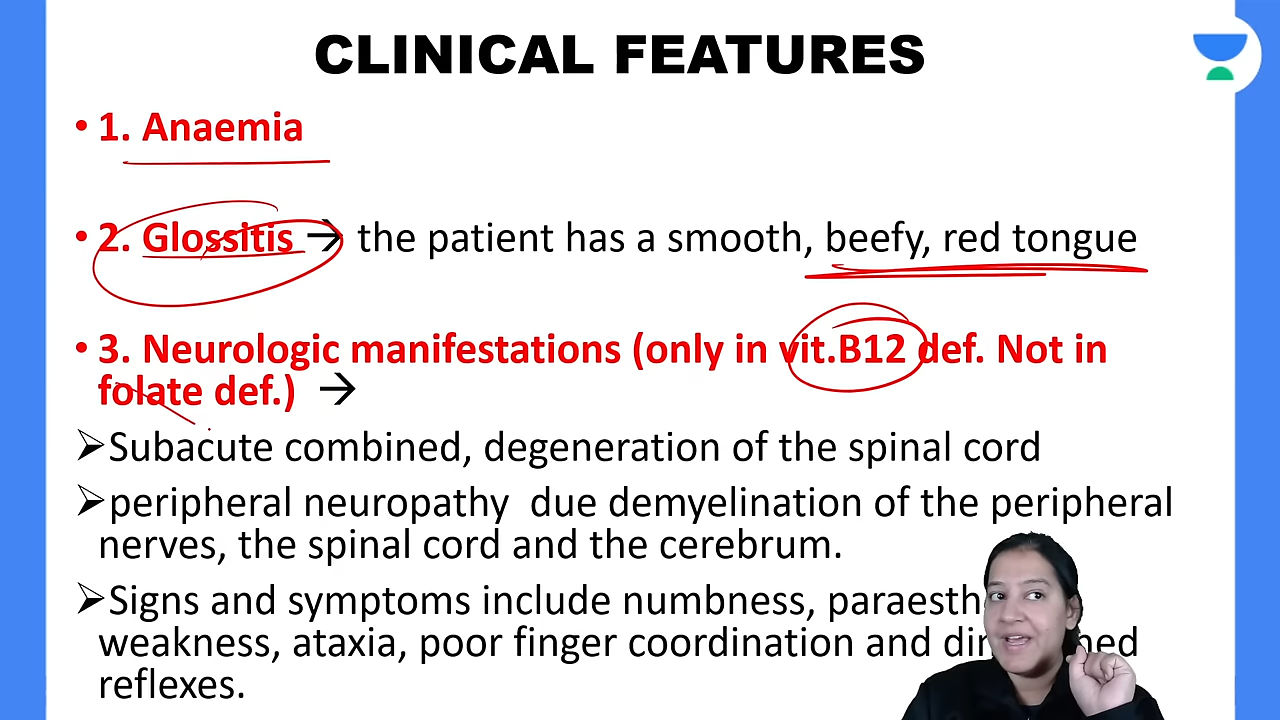 CLINICAL FEATURES
• 1. Anaemia
• 2. Glossitis → the patient has a smooth, beefy, red tongue
• 3. Neurologic manifestations (only in vit.B12 def. Not in
folate def.) →
➢Subacute combined, degeneration of the spinal cord
➢peripheral neuropathy due demyelination of the peripheral
nerves, the spinal cord and the cerebrum.
➢Signs and symptoms include numbness,
weakness, ataxia, poor finger coordination and
reflexes.